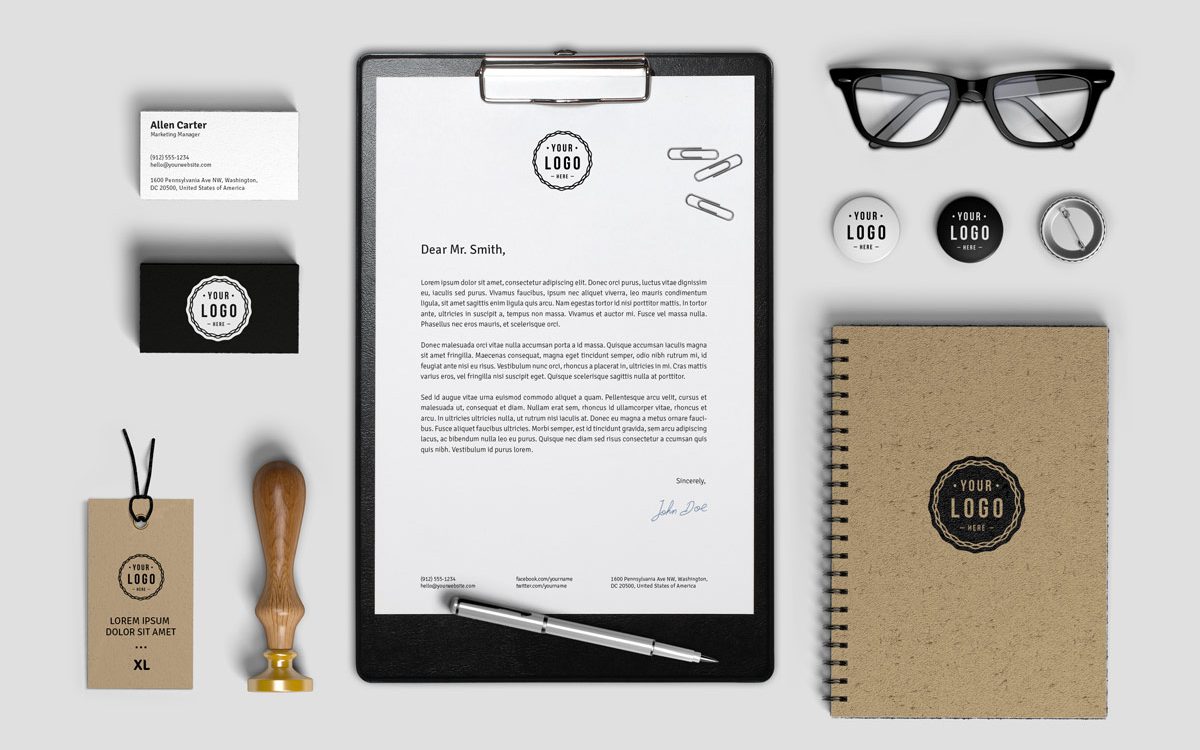 Allen Carter
Marketing Manager
(912) 555-1234
hello@yourwebsite.com
1600 Pennsylvania Ave NW, Washington,
DC 20500, United States of America
• YOUR •
LOGO
– HERE –
• YOUR •
LOGO
– HERE –
LOREM IPSUM
DOLOR SIT AMET
•••
XL
• YOUR •
LOGO
– HERE –
Dear Mr. Smith,
Lorem ipsum dolor sit amet, consectetur adipiscing elit. Donec orci purus, luctus vitae dignissim
eu, iaculis sed purus. Vivamus faucibus, ipsum nec aliquet viverra, leo mauris condimentum
ligula, sit amet sagittis enim ligula quis arcu. Nam egestas tortor id nisi porttitor mattis. In tortor
ante, ultricies in suscipit a, tempus non massa. Vivamus et auctor mi. Fusce vel massa nulla.
Phasellus nec eros mauris, et scelerisque orci.
Donec malesuada orci vitae nulla accumsan porta a id massa. Quisque accumsan iaculis magna
sit amet fringilla. Maecenas consequat, magna eget tincidunt semper, odio nibh rutrum mi, id
feugiat ante nisi eu risus. Vestibulum nunc orci, rhoncus a placerat in, ultricies in mi. Cras mattis
varius eros, vel fringilla nisi suscipit eget. Quisque scelerisque sagittis nulla at porttitor.
Sed id augue vitae urna euismod commodo aliquet a quam. Pellentesque arcu velit, cursus et
malesuada ut, consequat et diam. Nullam erat sem, rhoncus id ullamcorper vitae, rhoncus et
arcu. In ultricies ultricies nulla, ut rutrum nisi iaculis at. Donec eu magna a metus ornare fauci-
bus. Fusce aliquet faucibus ultricies. Morbi semper, est id tincidunt gravida, sem arcu adipiscing
lacus, ac bibendum nulla leo eu purus. Quisque nec diam sed risus consectetur a ccumsan quis
quis nibh. Vestibulum id purus lorem.
Sincerely,
John Doe
(912) 555-1234
hello@yourwebsite.com
facebook.com/yourname
twitter.com/yourname
1600 Pennsylvania Ave NW, Washington,
DC 20500, United States of America
• YOUR •
LOGO
– HERE –
• YOUR •
LOGO
– HERE –
• YOUR •
LOGO
– HERE –